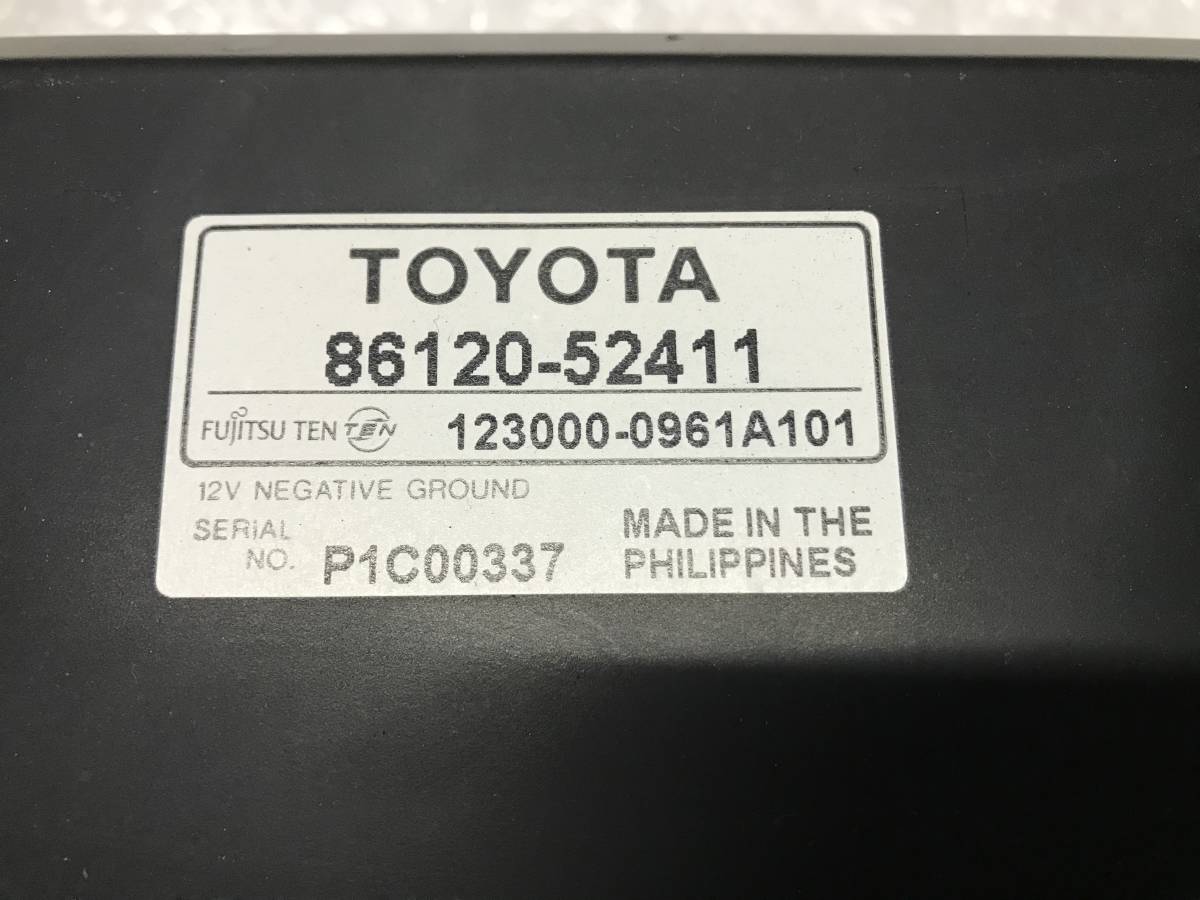 TOYOTA
86120-52411
FUJITSU TEN TEN 123000-0961A101
12V NEGATIVE GROUND
SERIAL NO. P1C00337
MADE IN THE
PHILIPPINES